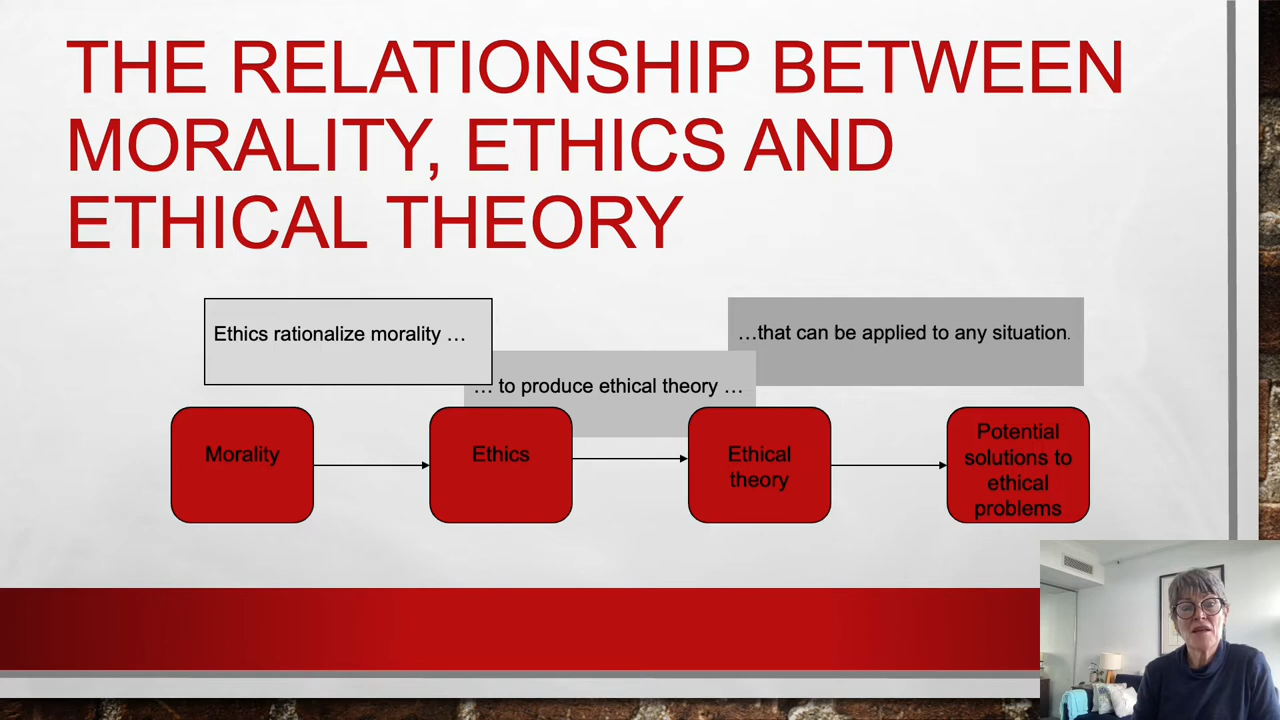 THE RELATIONSHIP BETWEEN
MORALITY, ETHICS AND
ETHICAL THEORY
Ethics rationalize morality …
… to produce ethical theory …
…that can be applied to any situation.
Morality
Ethics
Ethical
theory
Potential
solutions to
ethical
problems